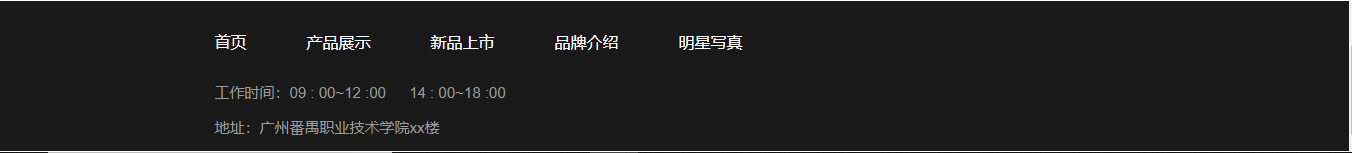 首页 产品展示 新品上市 品牌介绍 明星写真
工作时间：09 : 00~12 :00 14 : 00~18 :00
地址：广州番禺职业技术学院xx楼